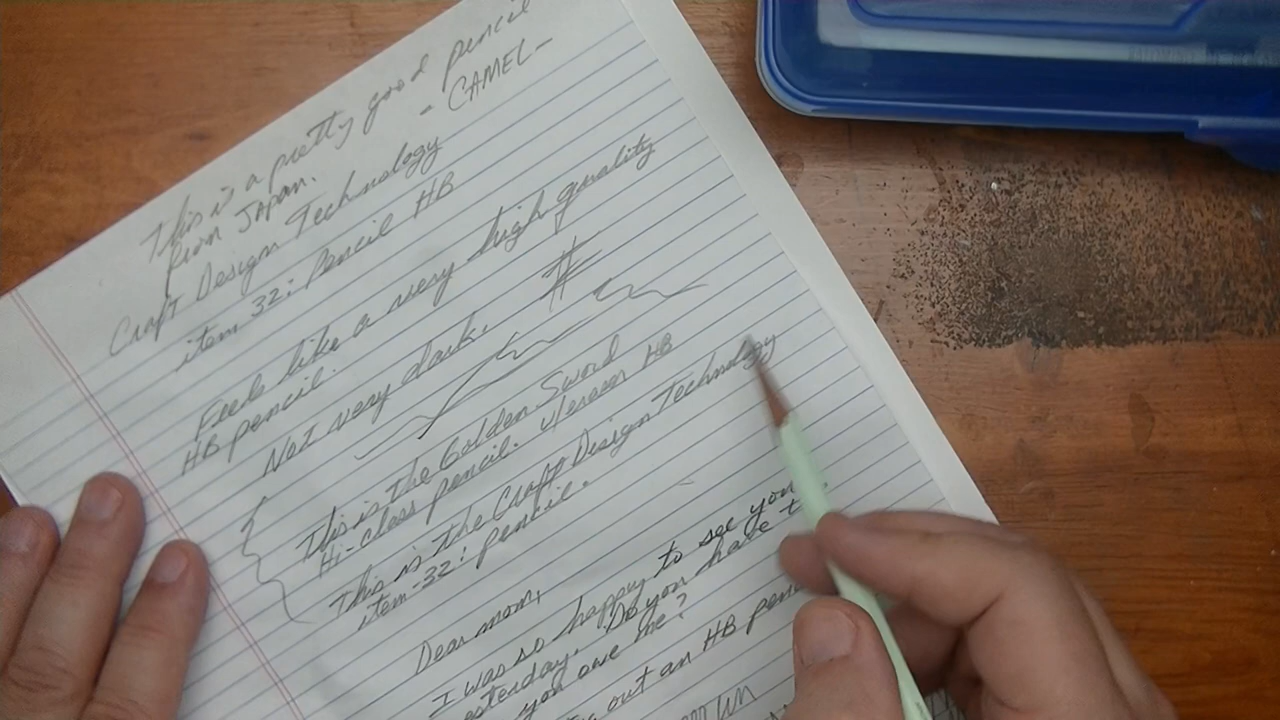 This is a pretty good pencil
from JAPAN. - CAMEL -
Craft Design Technology
item 32: Pencil HB
Feels like a very high quality
HB pencil. #
Not very dark.
This is the Golden Sword
Hi-class pencil. w/eraser HB
This is the Craft Design Technology
item-32: pencil.
Dear mom,
I was so happy to see you
yesterday. Do you have t
you owe me?
out an HB penc